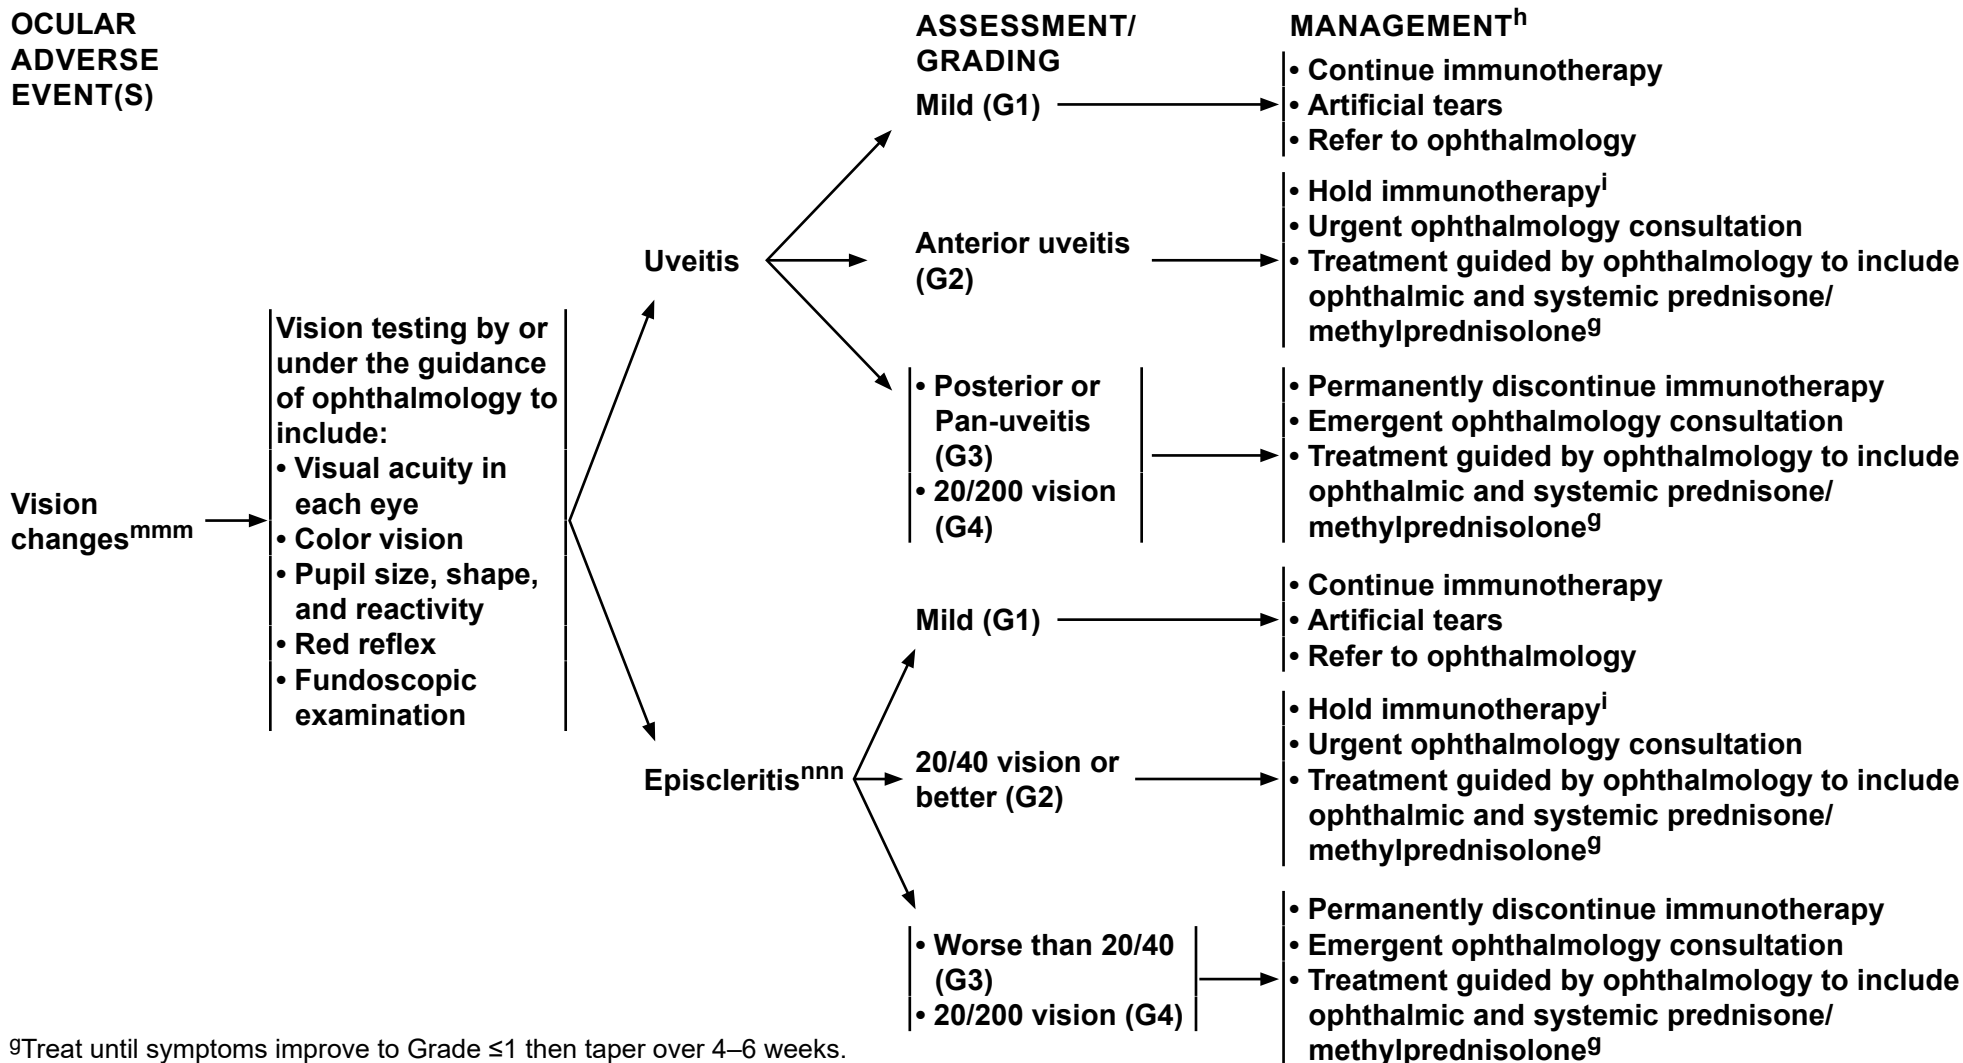 OCULAR
ADVERSE
EVENT(S)
ASSESSMENT/
GRADING
MANAGEMENTh
Vision
changesmmm
Vision testing by or
under the guidance
of ophthalmology to
include:
• Visual acuity in
each eye
• Color vision
• Pupil size, shape,
and reactivity
• Red reflex
• Fundoscopic
examination
Uveitis
Mild (G1)
• Continue immunotherapy
• Artificial tears
• Refer to ophthalmology
Anterior uveitis
(G2)
• Hold immunotherapyi
• Urgent ophthalmology consultation
• Treatment guided by ophthalmology to include
ophthalmic and systemic prednisone/
methylprednisoloneg
• Posterior or
Pan-uveitis
(G3)
• 20/200 vision
(G4)
• Permanently discontinue immunotherapy
• Emergent ophthalmology consultation
• Treatment guided by ophthalmology to include
ophthalmic and systemic prednisone/
methylprednisoloneg
Episcleritisnnn
Mild (G1)
• Continue immunotherapy
• Artificial tears
• Refer to ophthalmology
20/40 vision or
better (G2)
• Hold immunotherapyi
• Urgent ophthalmology consultation
• Treatment guided by ophthalmology to include
ophthalmic and systemic prednisone/
methylprednisoloneg
• Worse than 20/40
(G3)
• 20/200 vision (G4)
• Permanently discontinue immunotherapy
• Emergent ophthalmology consultation
• Treatment guided by ophthalmology to include
ophthalmic and systemic prednisone/
methylprednisoloneg
gTreat until symptoms improve to Grade ≤1 then taper over 4–6 weeks.